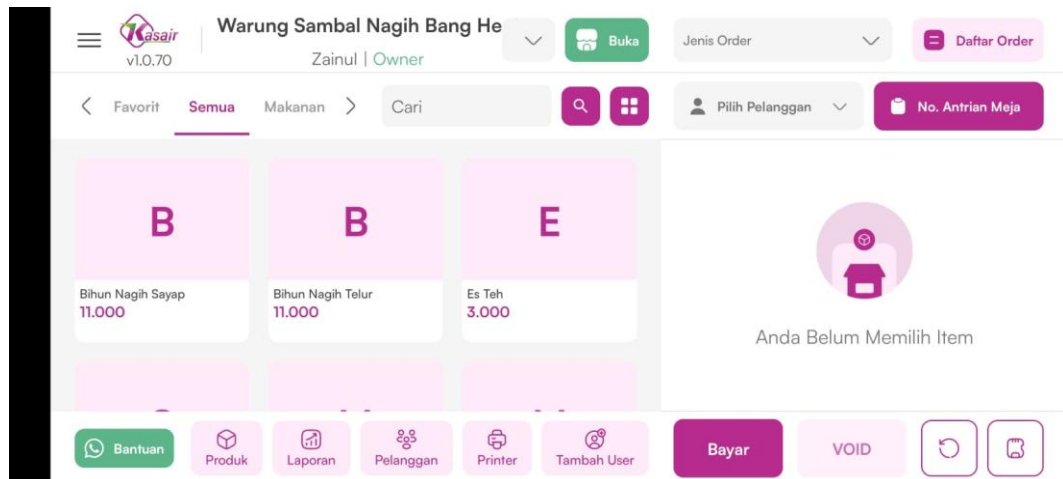 Kasair
v1.0.70
Warung Sambal Nagih Bang He
Zainul | Owner
Buka
Jenis Order
Daftar Order
Favorit
Semua
Makanan
Cari
Pilih Pelanggan
No. Antrian Meja
B
B
E
Bihun Nagih Sayap
11.000
Bihun Nagih Telur
11.000
Es Teh
3.000
Anda Belum Memilih Item
Bantuan
Produk
Laporan
Pelanggan
Printer
Tambah User
Bayar
VOID